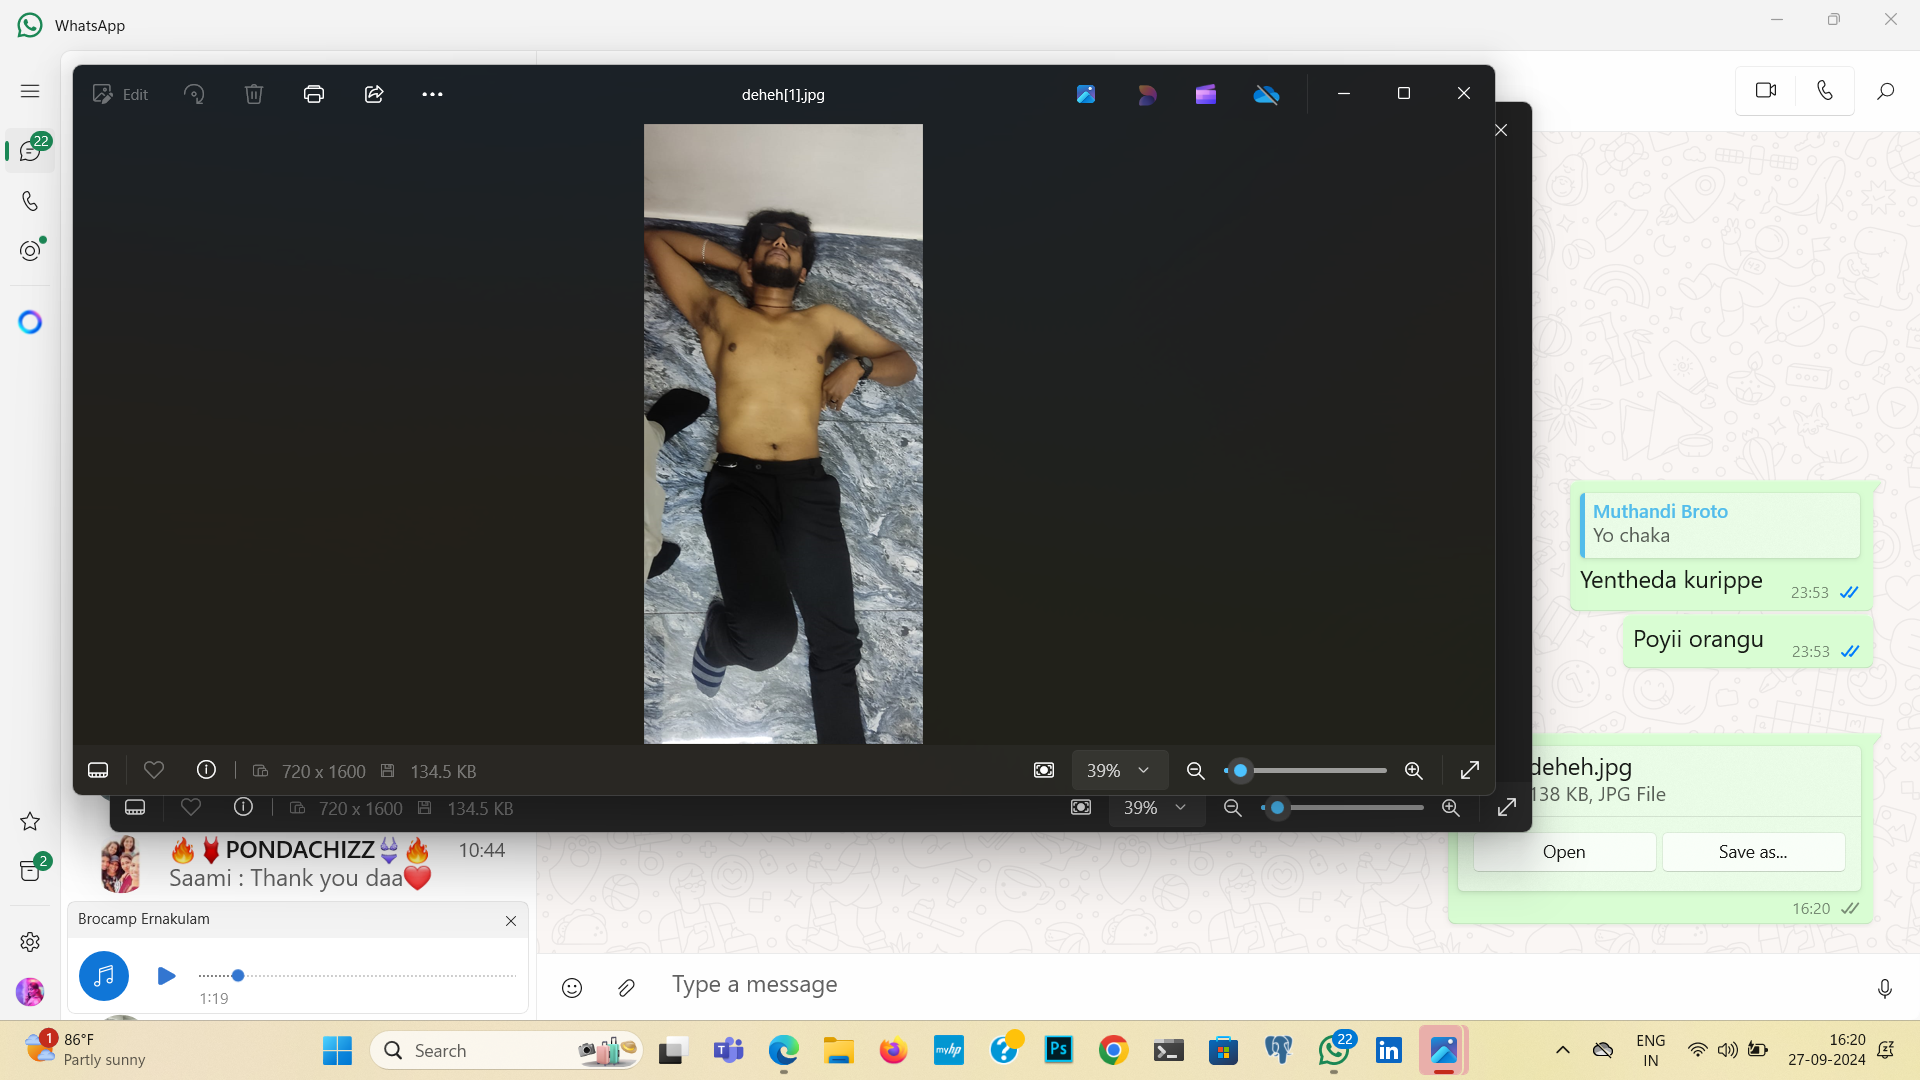 WhatsApp
Edit
deheh[1].jpg
22
Muthandi Broto
Yo chaka
Yentheda kurippe
23:53
Poyii orangu
23:53
720 x 1600
134.5 KB
39%
720 x 1600
134.5 KB
39%
deheh.jpg
138 KB, JPG File
Open
Save as...
16:20
🔥👙PONDACHIZZ👙🔥
10:44
Saami : Thank you daa❤️
2
Brocamp Ernakulam
1:19
Type a message
1
86°F
Partly sunny
Search
myhp
Ps
22
in
ENG
IN
16:20
27-09-2024